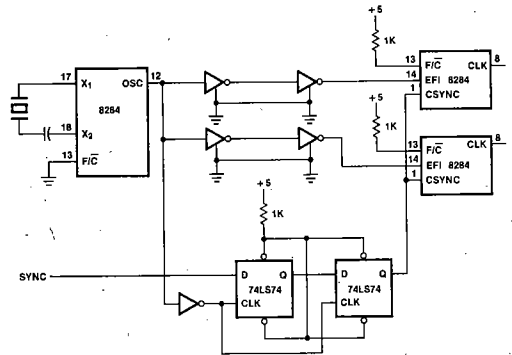 +5
1K
13 F/C̅ CLK 8
14 EFI 8284
1 CSYNC
17 X₁ OSC 12
8284
18 X₂
13 F/C̅
+5
1K
13 F/C̅ CLK 8
14 EFI 8284
1 CSYNC
+5
1K
SYNC
D Q
74LS74
CLK
D Q
74LS74
CLK